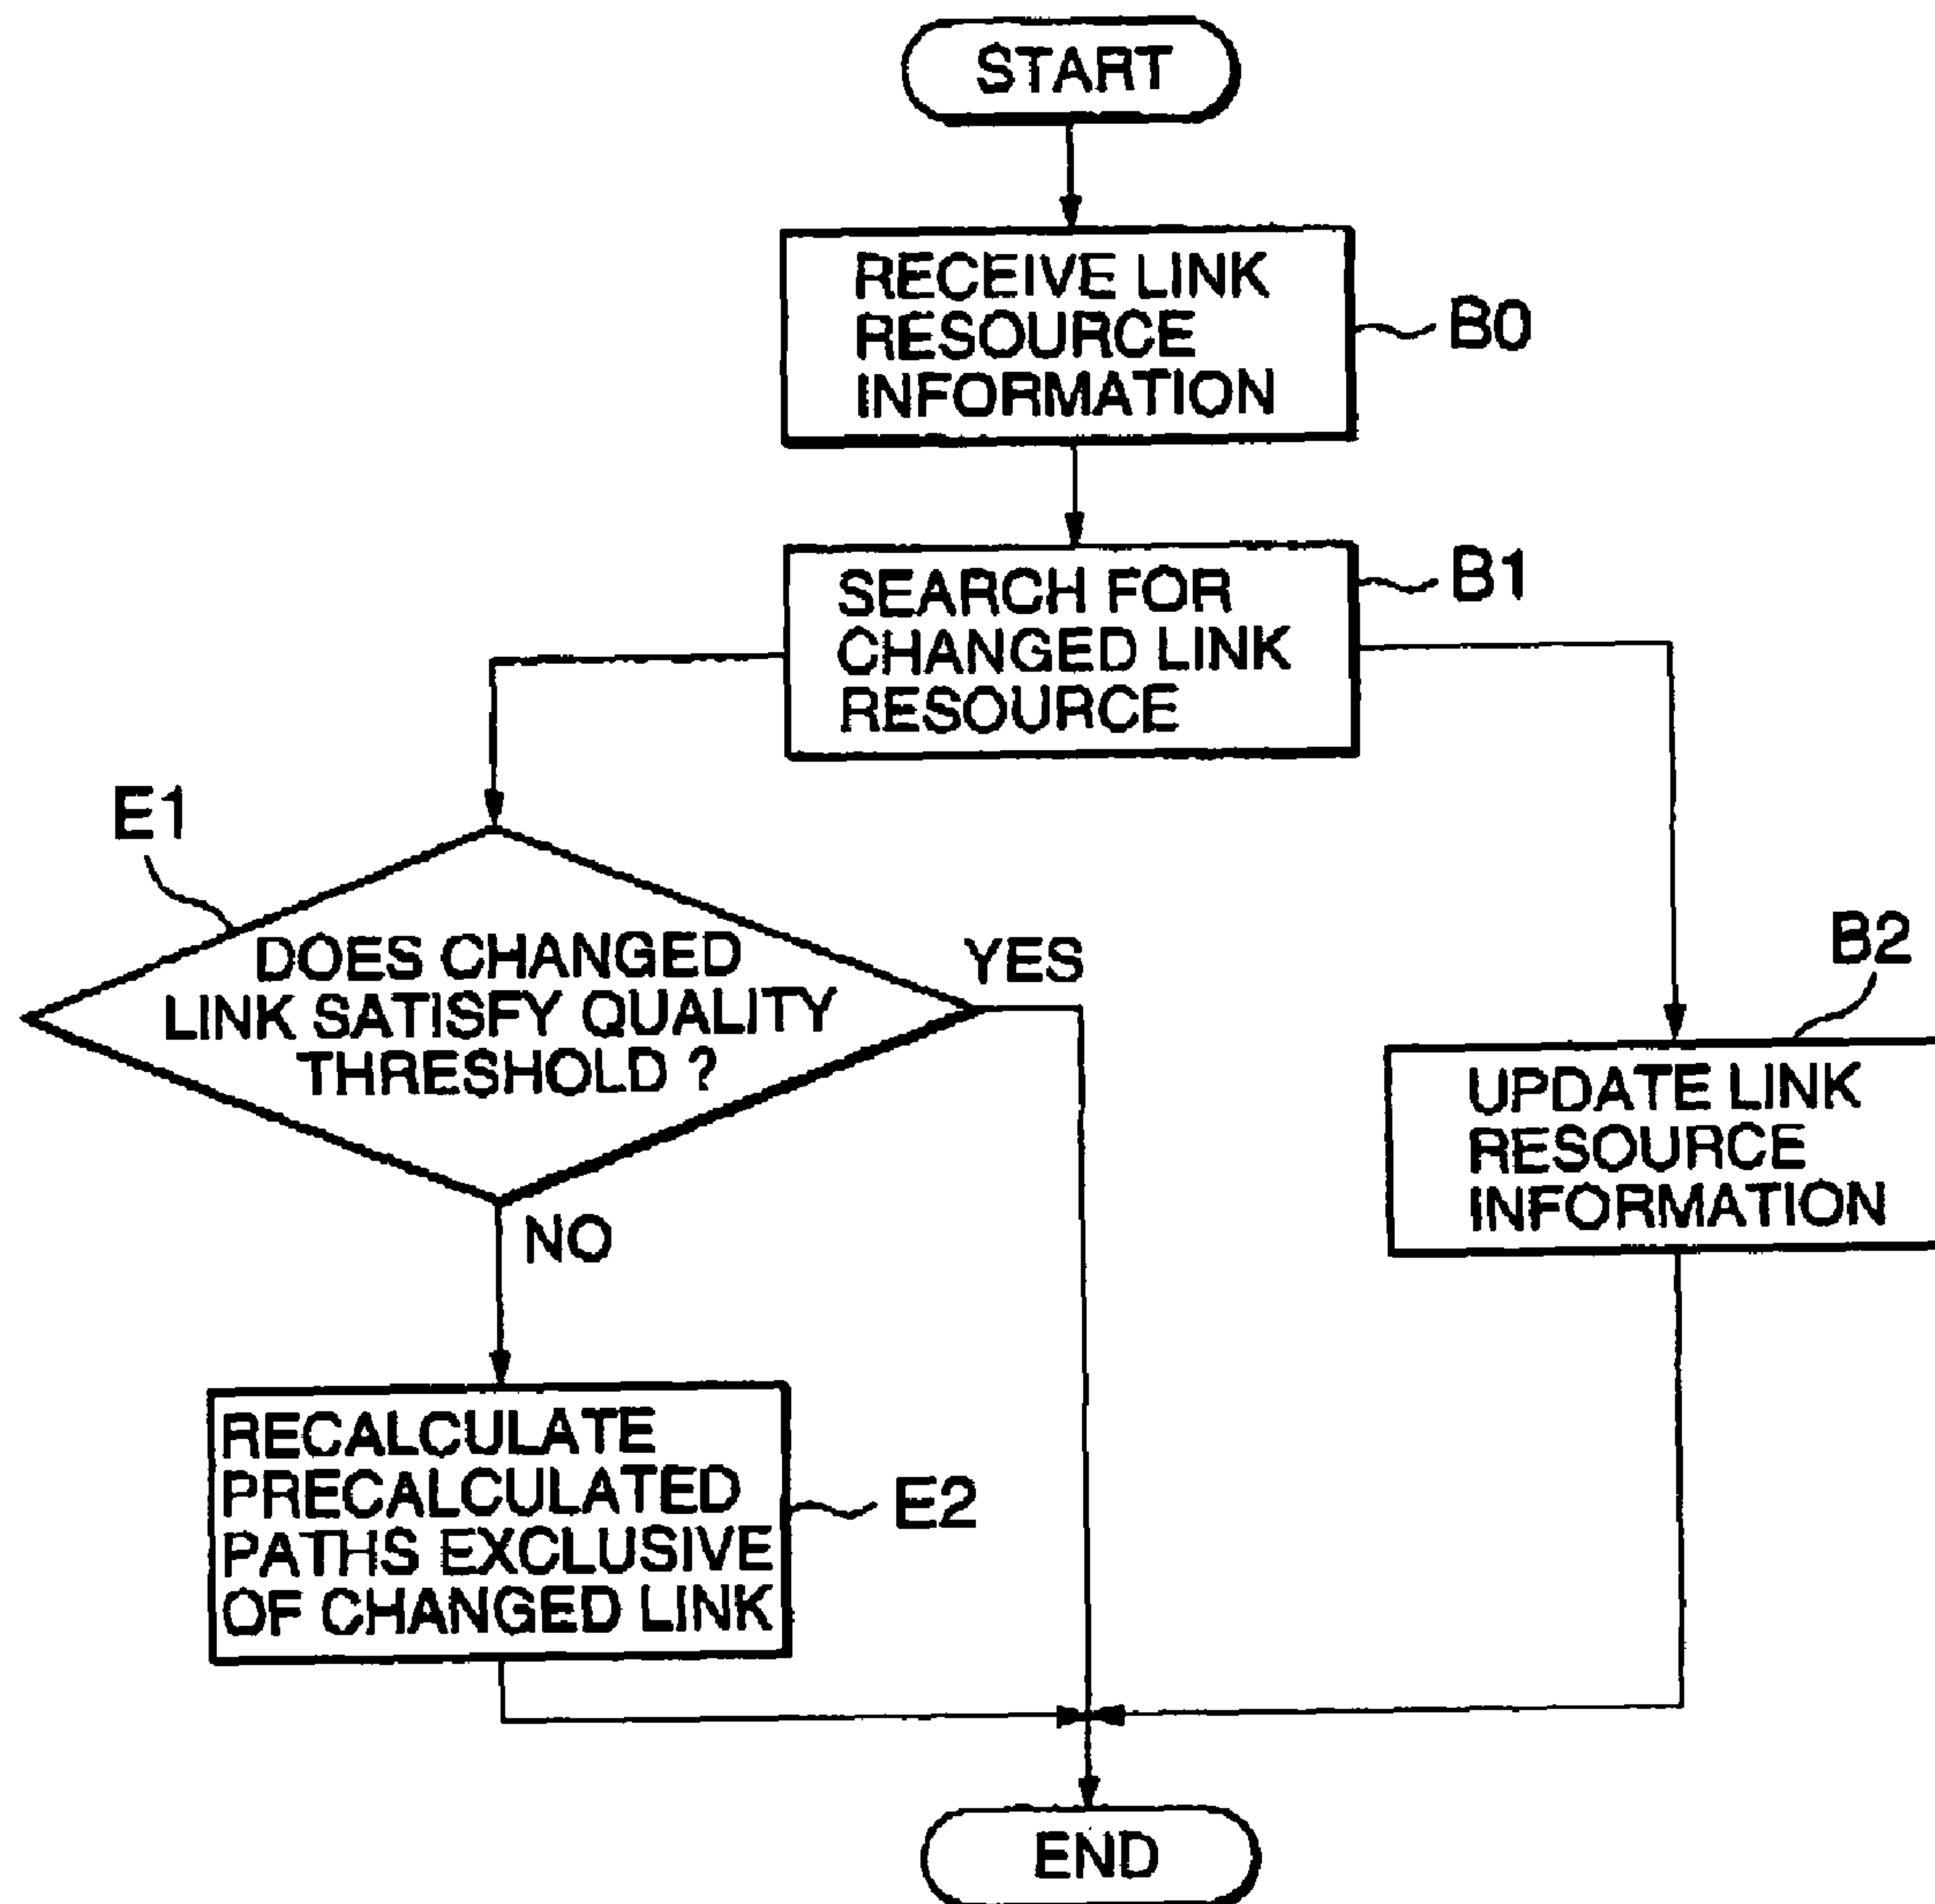 START
RECEIVE LINK
RESOURCE
INFORMATION
B0
SEARCH FOR
CHANGED LINK
RESOURCE
B1
E1
DOES CHANGED
LINK SATISFY QUALITY
THRESHOLD ?
YES
NO
B2
UPDATE LINK
RESOURCE
INFORMATION
RECALCULATE
PRECALCULATED
PATHS EXCLUSIVE
OF CHANGED LINK
E2
END